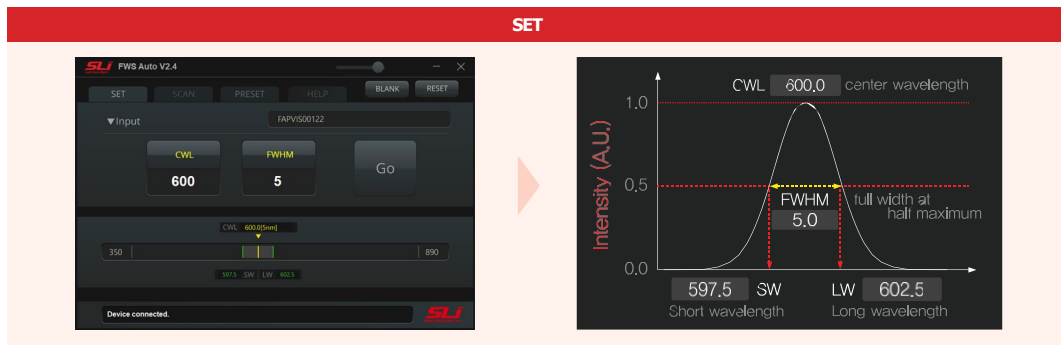 SET
SLi FWS Auto V2.4
SET SCAN PRESET HELP BLANK RESET
▼Input FAPVIS00122
CWL FWHM Go
600 5
CWL 600.0[5nm]
350 890
597.5 SW LW 602.5
Device connected. SLi
CWL 600.0 center wavelength
1.0
Intensity (A.U.)
0.5
FWHM full width at
5.0 half maximum
0.0
597.5 SW LW 602.5
Short wavelength Long wavelength